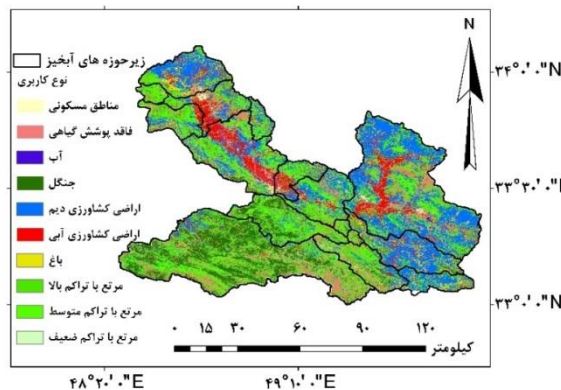 N
زیرحوزه های آبخیز
نوع کاربری
مناطق مسکونی
فاقد پوشش گیاهی
آب
جنگل
اراضی کشاورزی دیم
اراضی کشاورزی آبی
باغ
مرتع با تراکم بالا
مرتع با تراکم متوسط
مرتع با تراکم ضعیف
۳۴°۰'۰"N
۳۳°۳۰'۰"N
۳۳°۰'۰"N
۰ ۱۵ ۳۰ ۶۰ ۹۰ ۱۲۰
کیلومتر
۴۸°۲۰'۰"E ۴۹°۱۰'۰"E